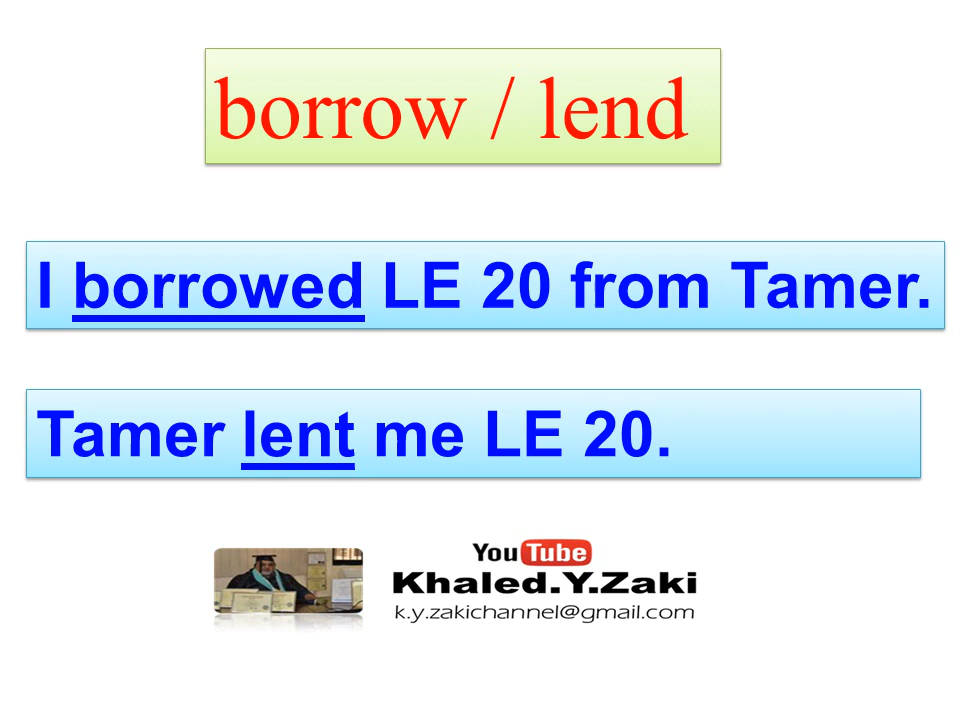 borrow / lend
I borrowed LE 20 from Tamer.
Tamer lent me LE 20.
YouTube
Khaled.Y.Zaki
k.y.zakichannel@gmail.com